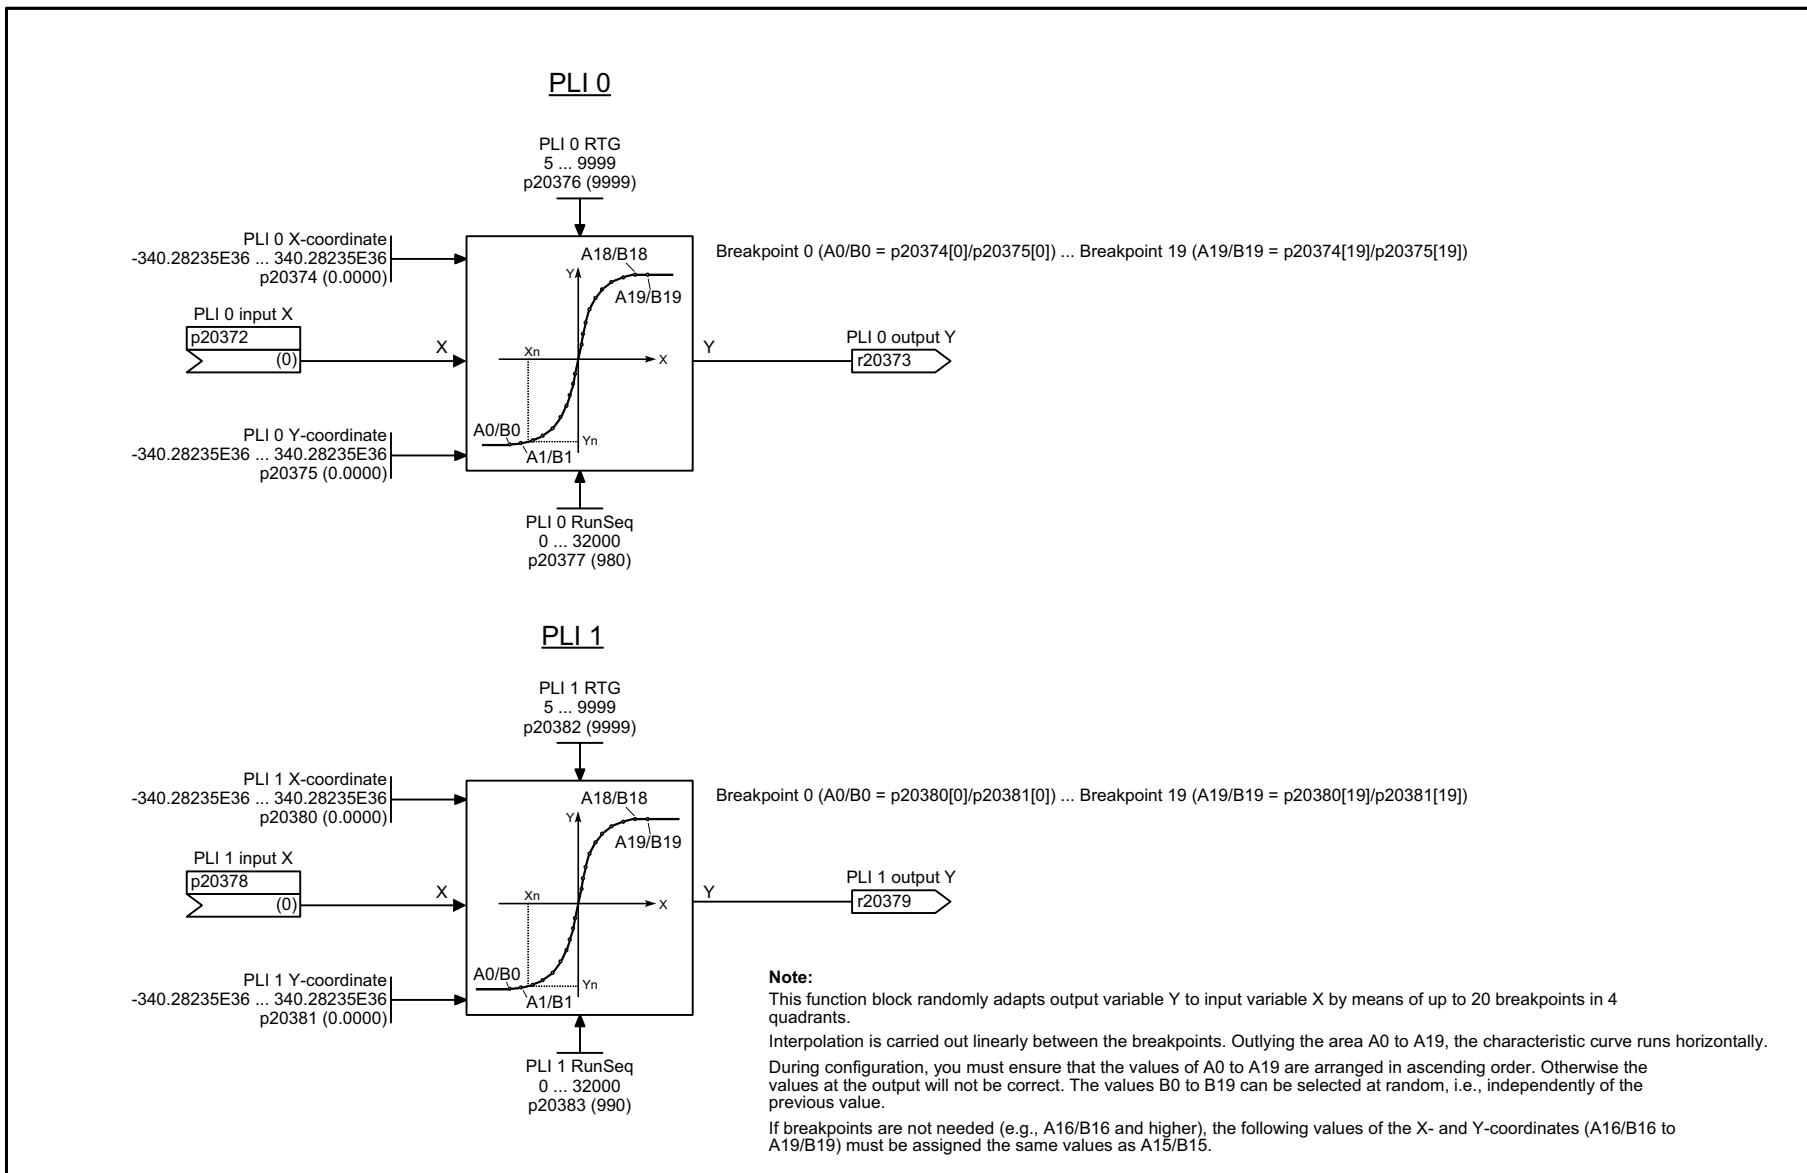 PLI 0
PLI 0 RTG
5 ... 9999
p20376 (9999)
PLI 0 X-coordinate
-340.28235E36 ... 340.28235E36
p20374 (0.0000)
PLI 0 input X
p20372
(0)
X
PLI 0 Y-coordinate
-340.28235E36 ... 340.28235E36
p20375 (0.0000)
A18/B18
Y
A19/B19
Xn
X
A0/B0
Yn
A1/B1
Breakpoint 0 (A0/B0 = p20374[0]/p20375[0]) ... Breakpoint 19 (A19/B19 = p20374[19]/p20375[19])
Y
PLI 0 output Y
r20373
PLI 0 RunSeq
0 ... 32000
p20377 (980)
PLI 1
PLI 1 RTG
5 ... 9999
p20382 (9999)
PLI 1 X-coordinate
-340.28235E36 ... 340.28235E36
p20380 (0.0000)
PLI 1 input X
p20378
(0)
X
PLI 1 Y-coordinate
-340.28235E36 ... 340.28235E36
p20381 (0.0000)
A18/B18
Y
A19/B19
Xn
X
A0/B0
Yn
A1/B1
Breakpoint 0 (A0/B0 = p20380[0]/p20381[0]) ... Breakpoint 19 (A19/B19 = p20380[19]/p20381[19])
Y
PLI 1 output Y
r20379
PLI 1 RunSeq
0 ... 32000
p20383 (990)
Note:
This function block randomly adapts output variable Y to input variable X by means of up to 20 breakpoints in 4
quadrants.
Interpolation is carried out linearly between the breakpoints. Outlying the area A0 to A19, the characteristic curve runs horizontally.
During configuration, you must ensure that the values of A0 to A19 are arranged in ascending order. Otherwise the
values at the output will not be correct. The values B0 to B19 can be selected at random, i.e., independently of the
previous value.
If breakpoints are not needed (e.g., A16/B16 and higher), the following values of the X- and Y-coordinates (A16/B16 to
A19/B19) must be assigned the same values as A15/B15.